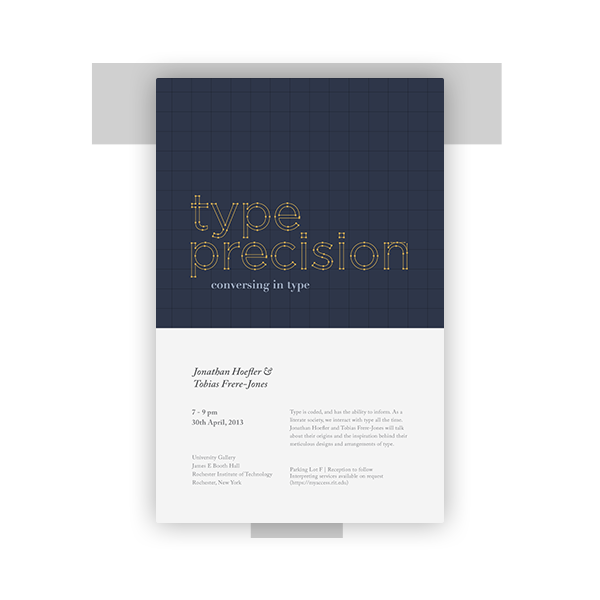 type
precision
conversing in type
Jonathan Hoefler &
Tobias Frere-Jones
7 - 9 pm
30th April, 2013
Type is coded, and has the ability to inform. As a
literate society, we interact with type all the time.
Jonathan Hoefler and Tobias Frere-Jones will talk
about their origins and the inspiration behind their
meticulous designs and arrangements of type.
University Gallery
James E Booth Hall
Rochester Institute of Technology
Rochester, New York
Parking Lot F | Reception to follow
Interpreting services available on request
(https://myaccess.rit.edu)